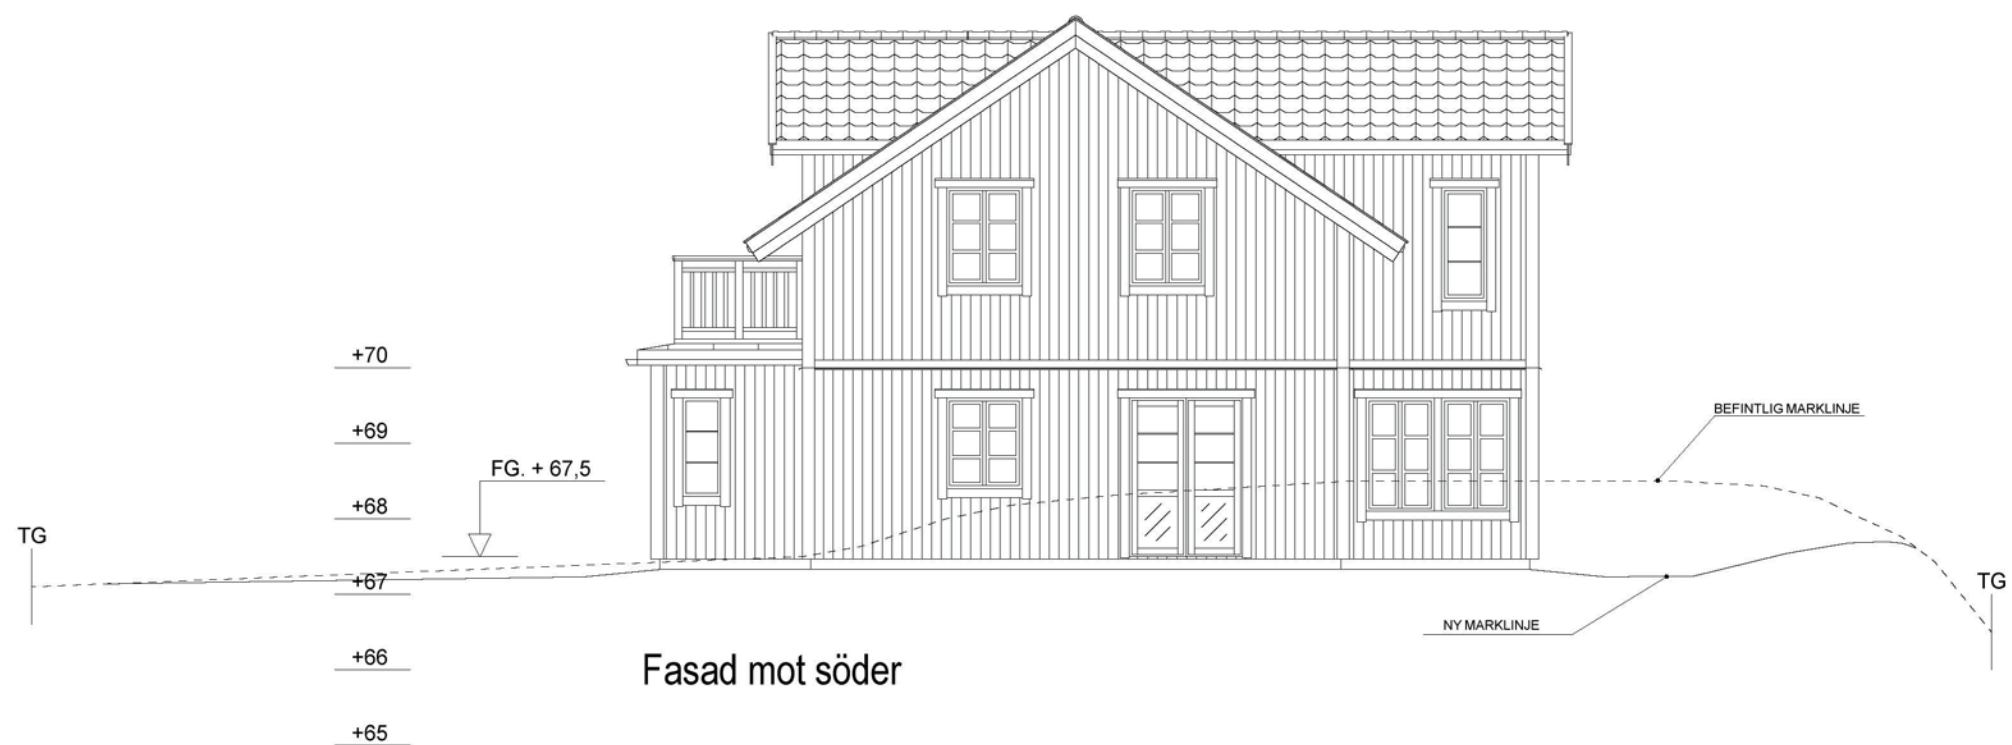 +70
+69
BEFINTLIG MARKLINJE
FG. + 67,5
+68
TG
+67
TG
NY MARKLINJE
+66
Fasad mot söder
+65